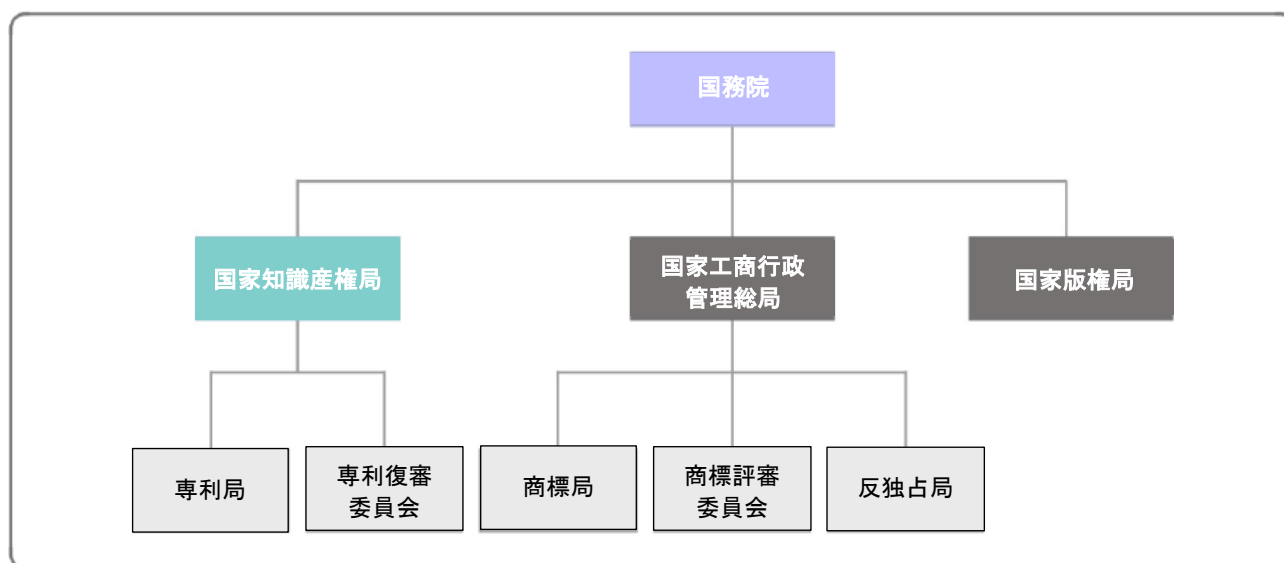 国務院
国家知識産権局
国家工商行政
管理総局
国家版権局
専利局
専利復審
委員会
商標局
商標評審
委員会
反独占局